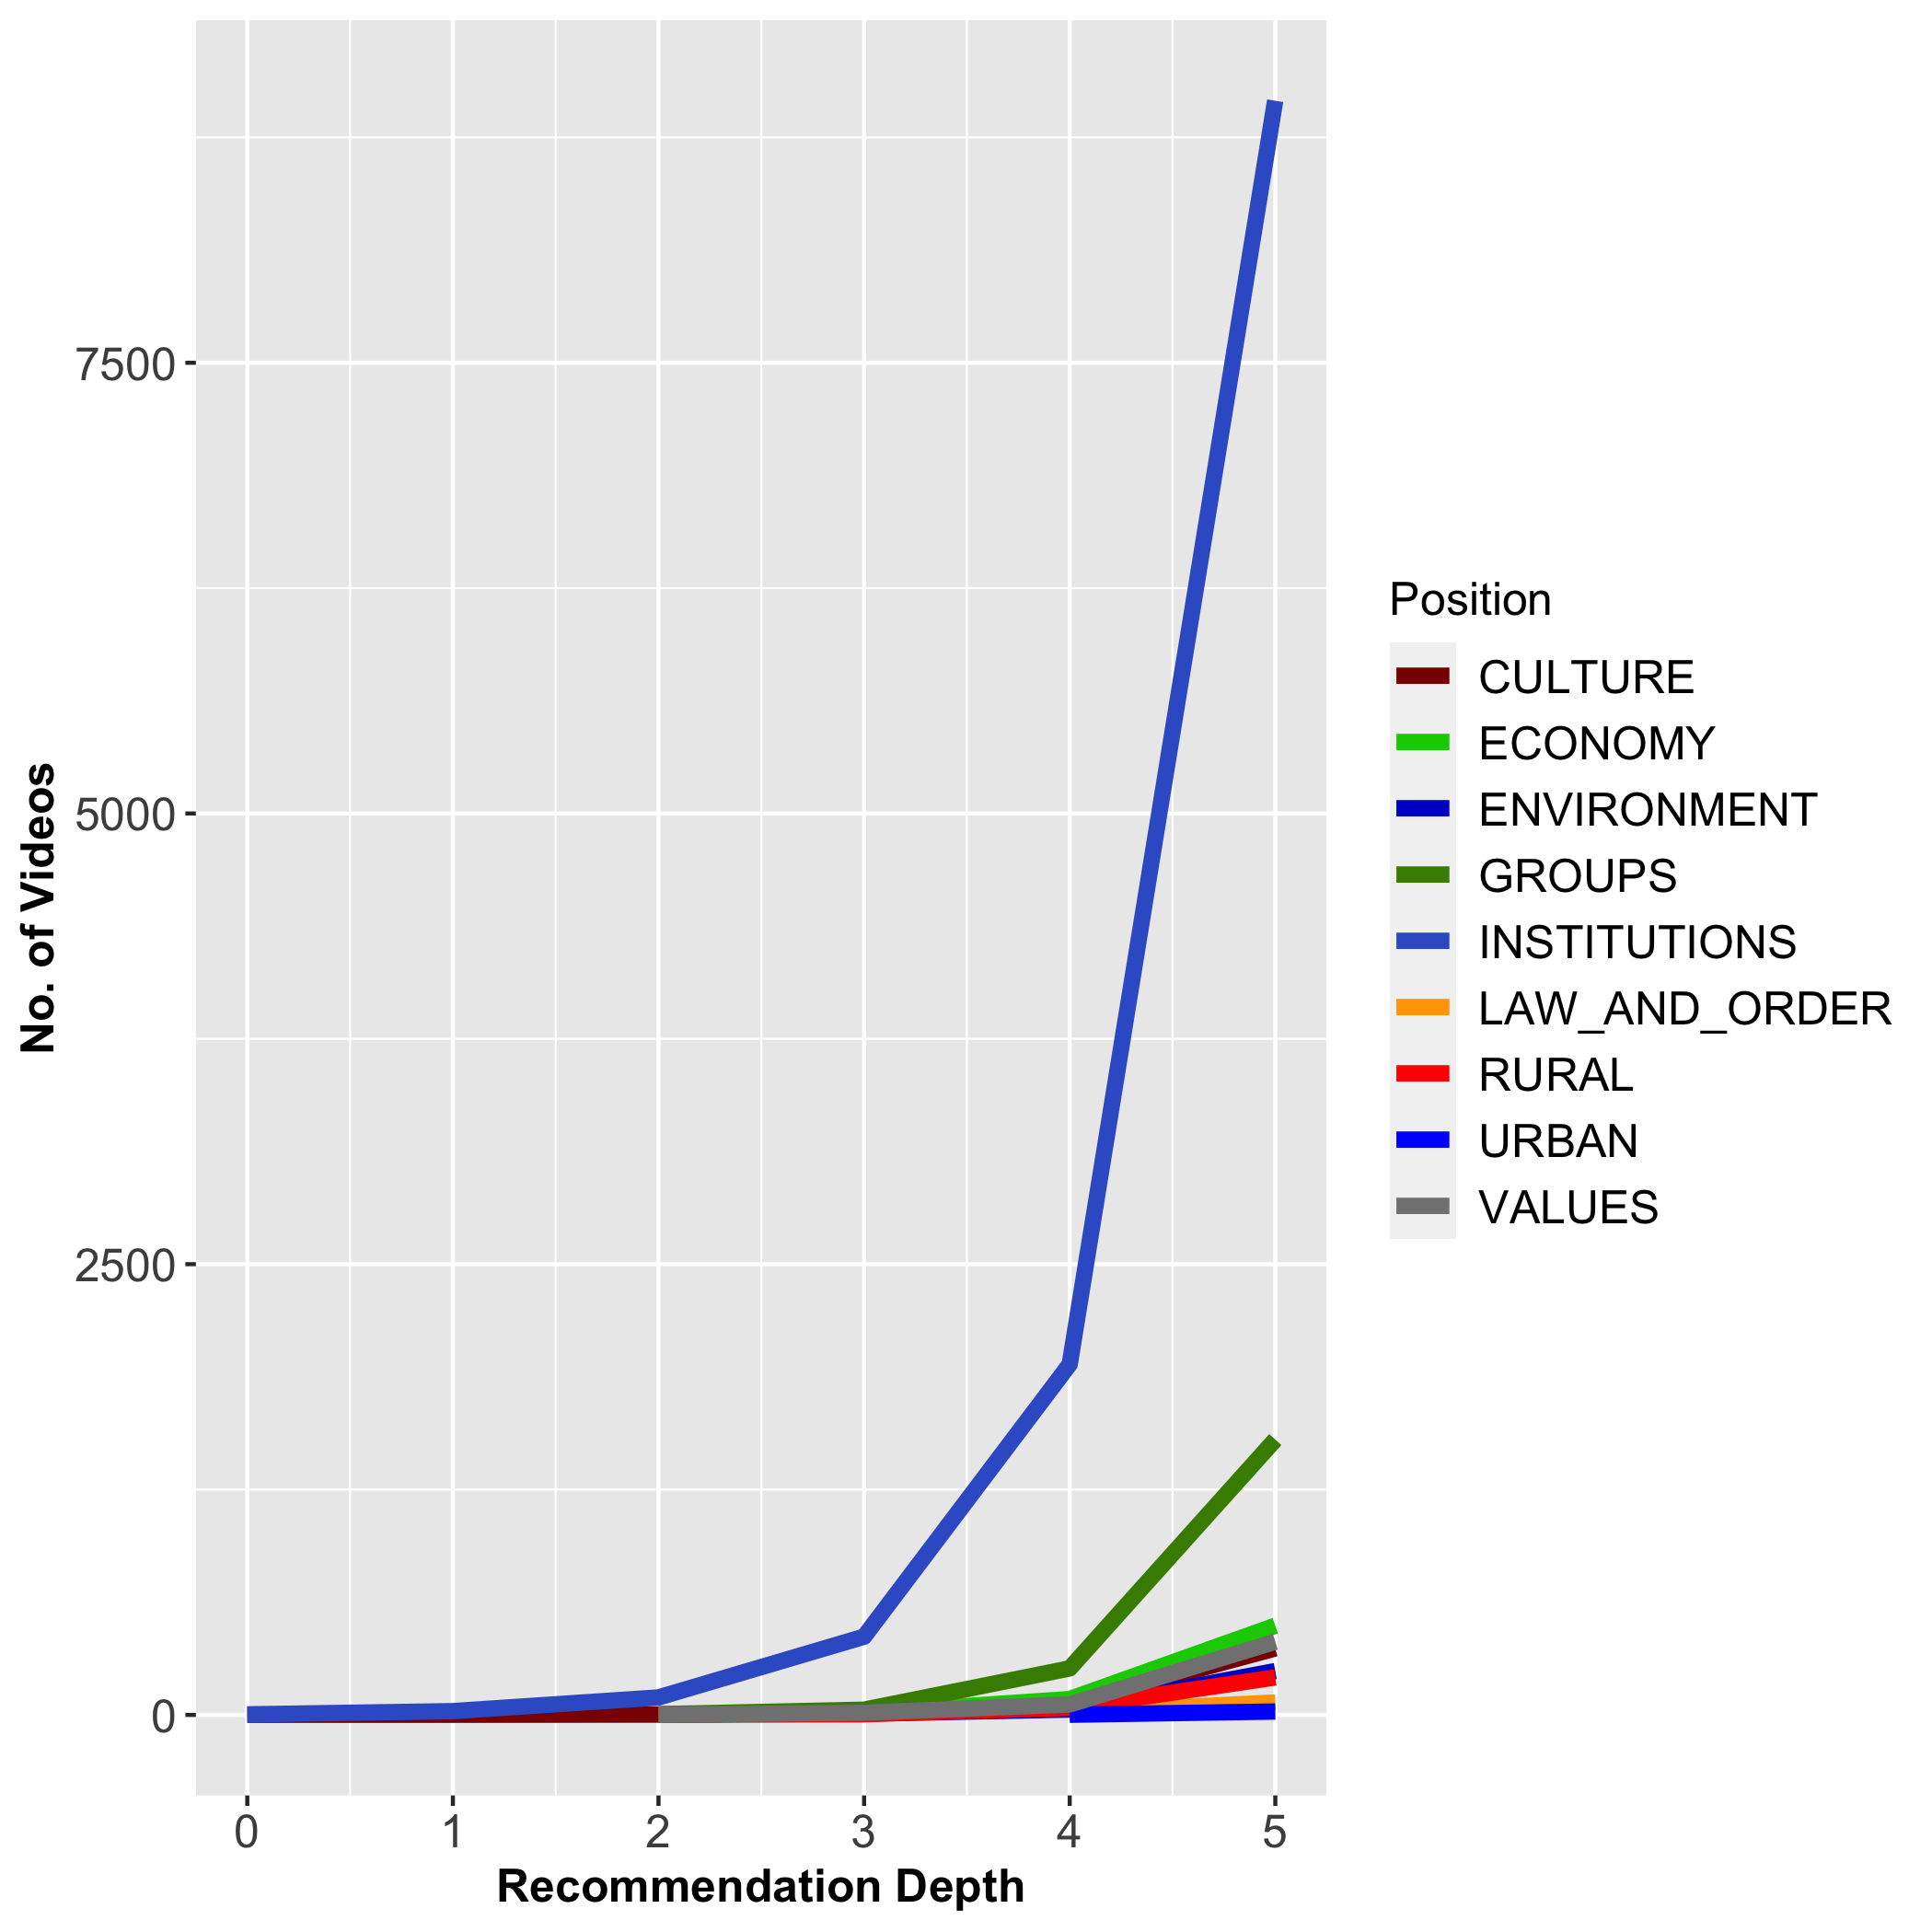 No. of Videos
7500
5000
2500
0
0 1 2 3 4 5
Recommendation Depth
Position
CULTURE
ECONOMY
ENVIRONMENT
GROUPS
INSTITUTIONS
LAW_AND_ORDER
RURAL
URBAN
VALUES